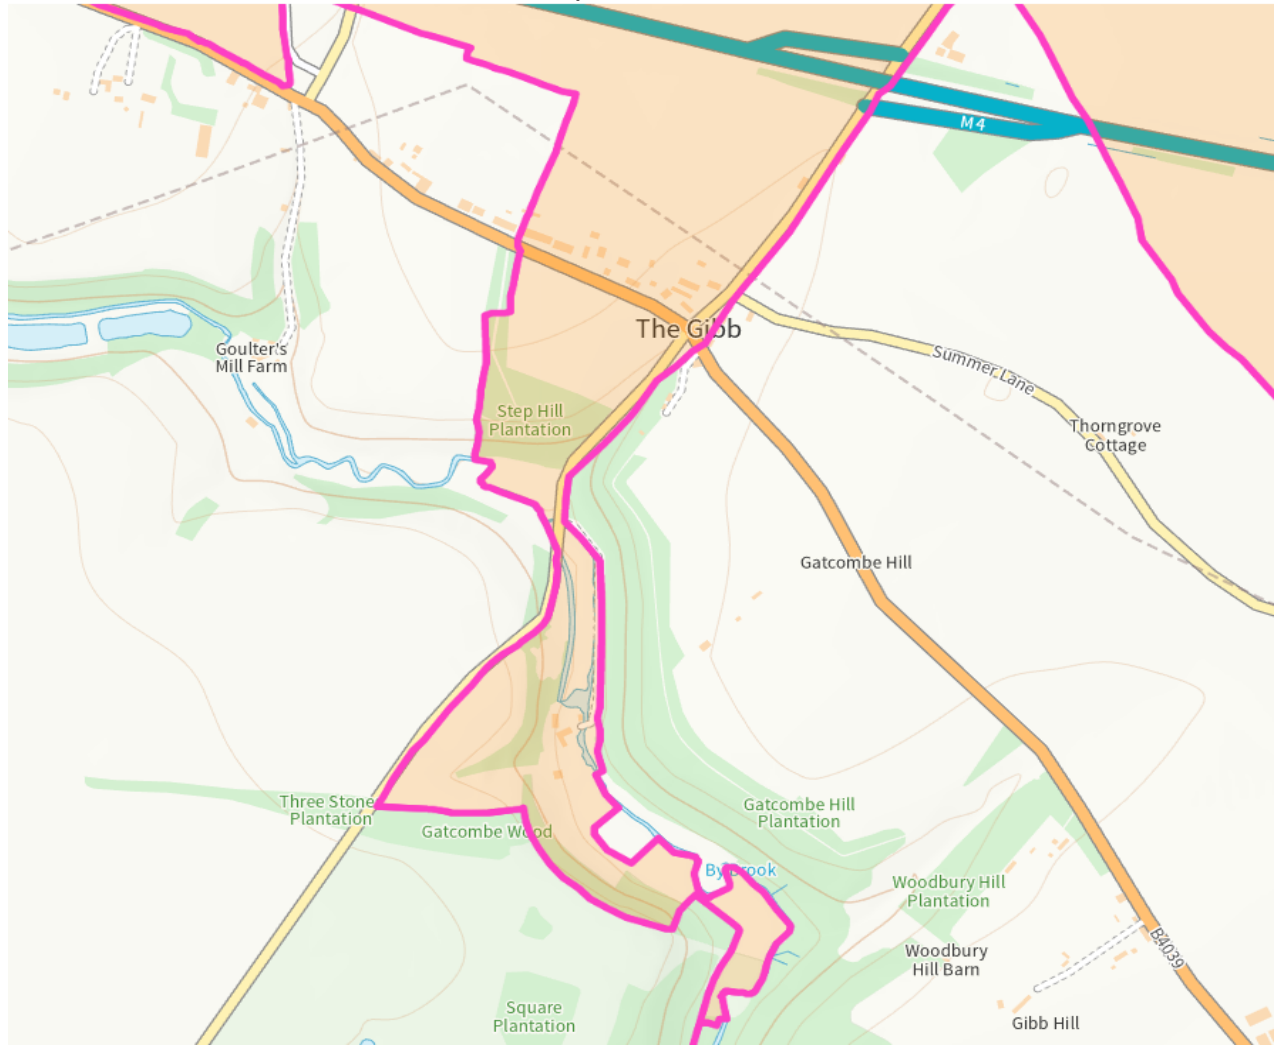 M4
The Gibb
Goulter's
Mill Farm
Summer Lane
Step Hill
Plantation
Thorngrove
Cottage
Gatcombe Hill
Three Stone
Plantation
Gatcombe Wood
Gatcombe Hill
Plantation
By Brook
Woodbury Hill
Plantation
B4039
Woodbury
Hill Barn
Square
Plantation
Gibb Hill